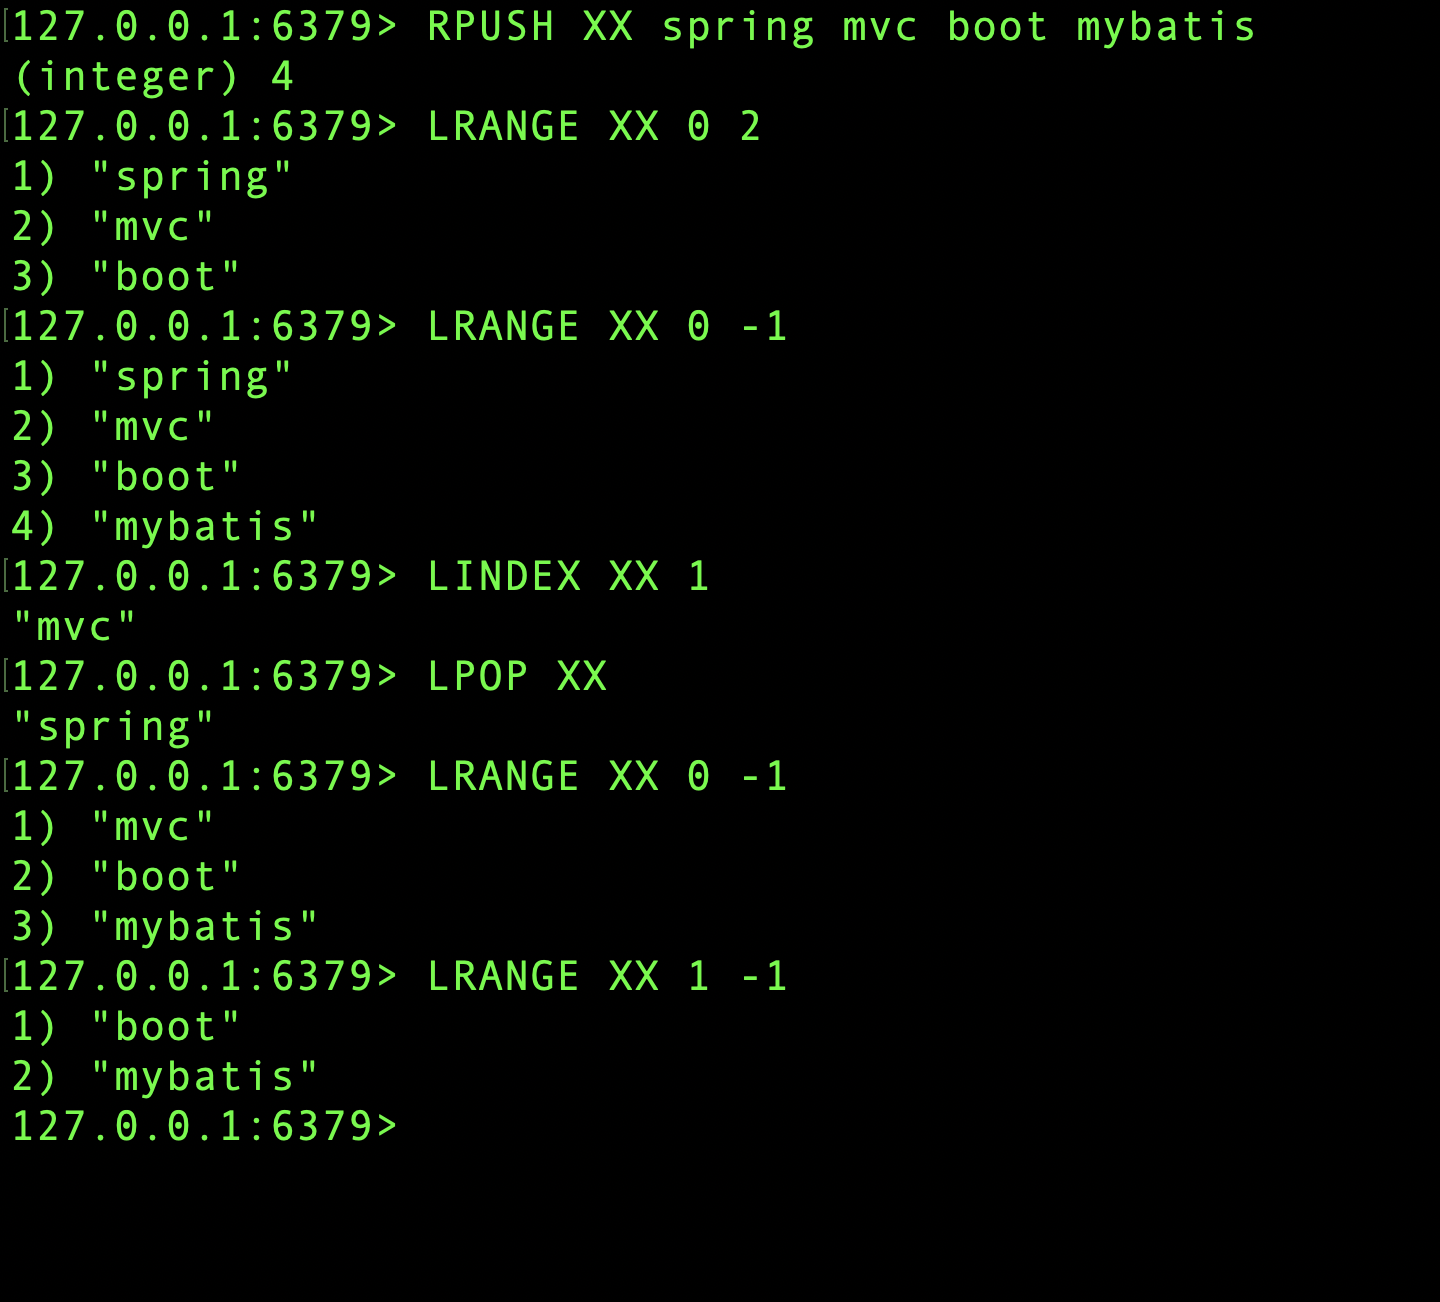 127.0.0.1:6379> RPUSH XX spring mvc boot mybatis
(integer) 4
127.0.0.1:6379> LRANGE XX 0 2
1) "spring"
2) "mvc"
3) "boot"
127.0.0.1:6379> LRANGE XX 0 -1
1) "spring"
2) "mvc"
3) "boot"
4) "mybatis"
127.0.0.1:6379> LINDEX XX 1
"mvc"
127.0.0.1:6379> LPOP XX
"spring"
127.0.0.1:6379> LRANGE XX 0 -1
1) "mvc"
2) "boot"
3) "mybatis"
127.0.0.1:6379> LRANGE XX 1 -1
1) "boot"
2) "mybatis"
127.0.0.1:6379>